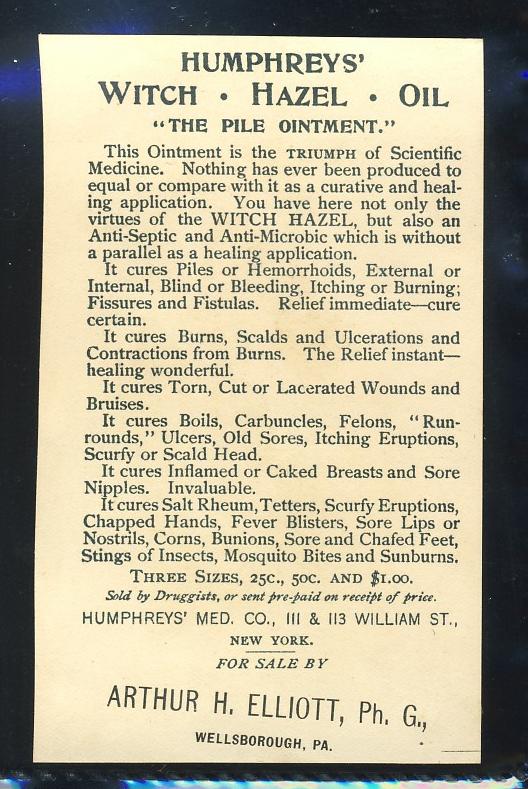 HUMPHREYS'
WITCH · HAZEL · OIL
"THE PILE OINTMENT."
This Ointment is the TRIUMPH of Scientific
Medicine. Nothing has ever been produced to
equal or compare with it as a curative and heal-
ing application. You have here not only the
virtues of the WITCH HAZEL, but also an
Anti-Septic and Anti-Microbic which is without
a parallel as a healing application.
It cures Piles or Hemorrhoids, External or
Internal, Blind or Bleeding, Itching or Burning;
Fissures and Fistulas. Relief immediate—cure
certain.
It cures Burns, Scalds and Ulcerations and
Contractions from Burns. The Relief instant—
healing wonderful.
It cures Torn, Cut or Lacerated Wounds and
Bruises.
It cures Boils, Carbuncles, Felons, "Run-
rounds," Ulcers, Old Sores, Itching Eruptions,
Scurfy or Scald Head.
It cures Inflamed or Caked Breasts and Sore
Nipples. Invaluable.
It cures Salt Rheum, Tetters, Scurfy Eruptions,
Chapped Hands, Fever Blisters, Sore Lips or
Nostrils, Corns, Bunions, Sore and Chafed Feet,
Stings of Insects, Mosquito Bites and Sunburns.
THREE SIZES, 25C., 50C. AND $1.00.
Sold by Druggists, or sent pre-paid on receipt of price.
HUMPHREYS' MED. CO., 111 & 113 WILLIAM ST.,
NEW YORK.
FOR SALE BY
ARTHUR H. ELLIOTT, Ph. G.,
WELLSBOROUGH, PA.